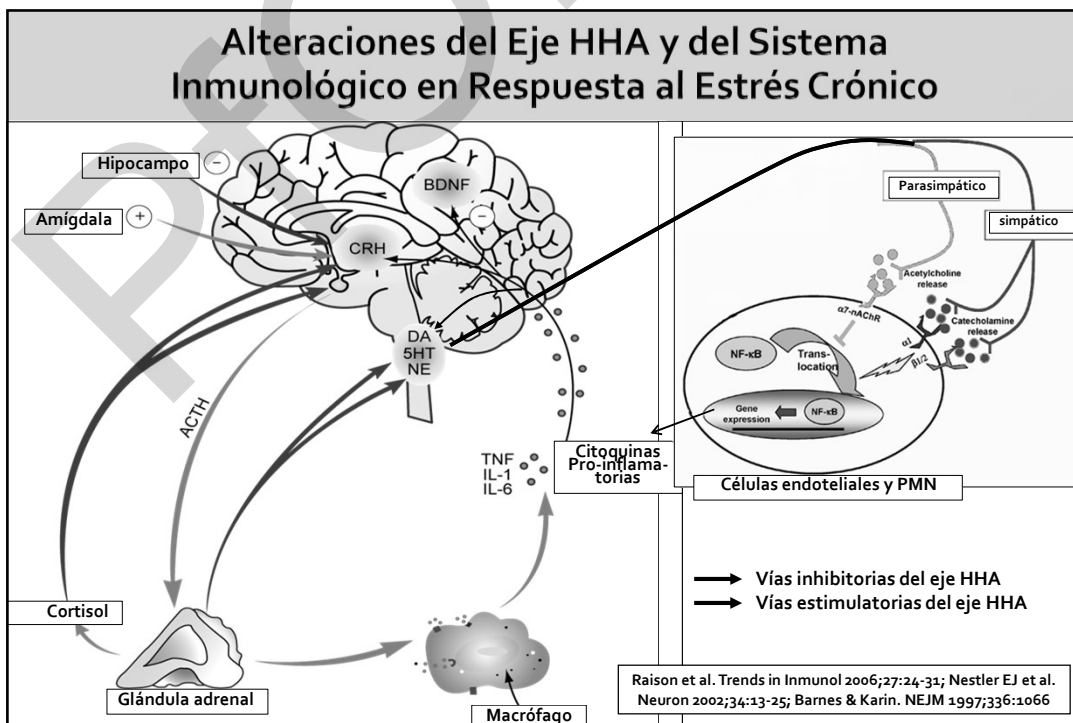 Alteraciones del Eje HHA y del Sistema
Inmunológico en Respuesta al Estrés Crónico
Hipocampo
−
Amígdala
+
BDNF
−
CRH
DA
5HT
NE
ACTH
TNF
IL-1
IL-6
Citoquinas
Pro-inflama-
torias
Cortisol
Glándula adrenal
Macrófago
Parasimpático
simpático
Acetylcholine
release
α7-nAChR
Catecholamine
release
α1
β1/2
NF-κB
Trans-
location
Gene
expression
NF-κB
Células endoteliales y PMN
Vías inhibitorias del eje HHA
Vías estimulatorias del eje HHA
Raison et al. Trends in Inmunol 2006;27:24-31; Nestler EJ et al.
Neuron 2002;34:13-25; Barnes & Karin. NEJM 1997;336:1066